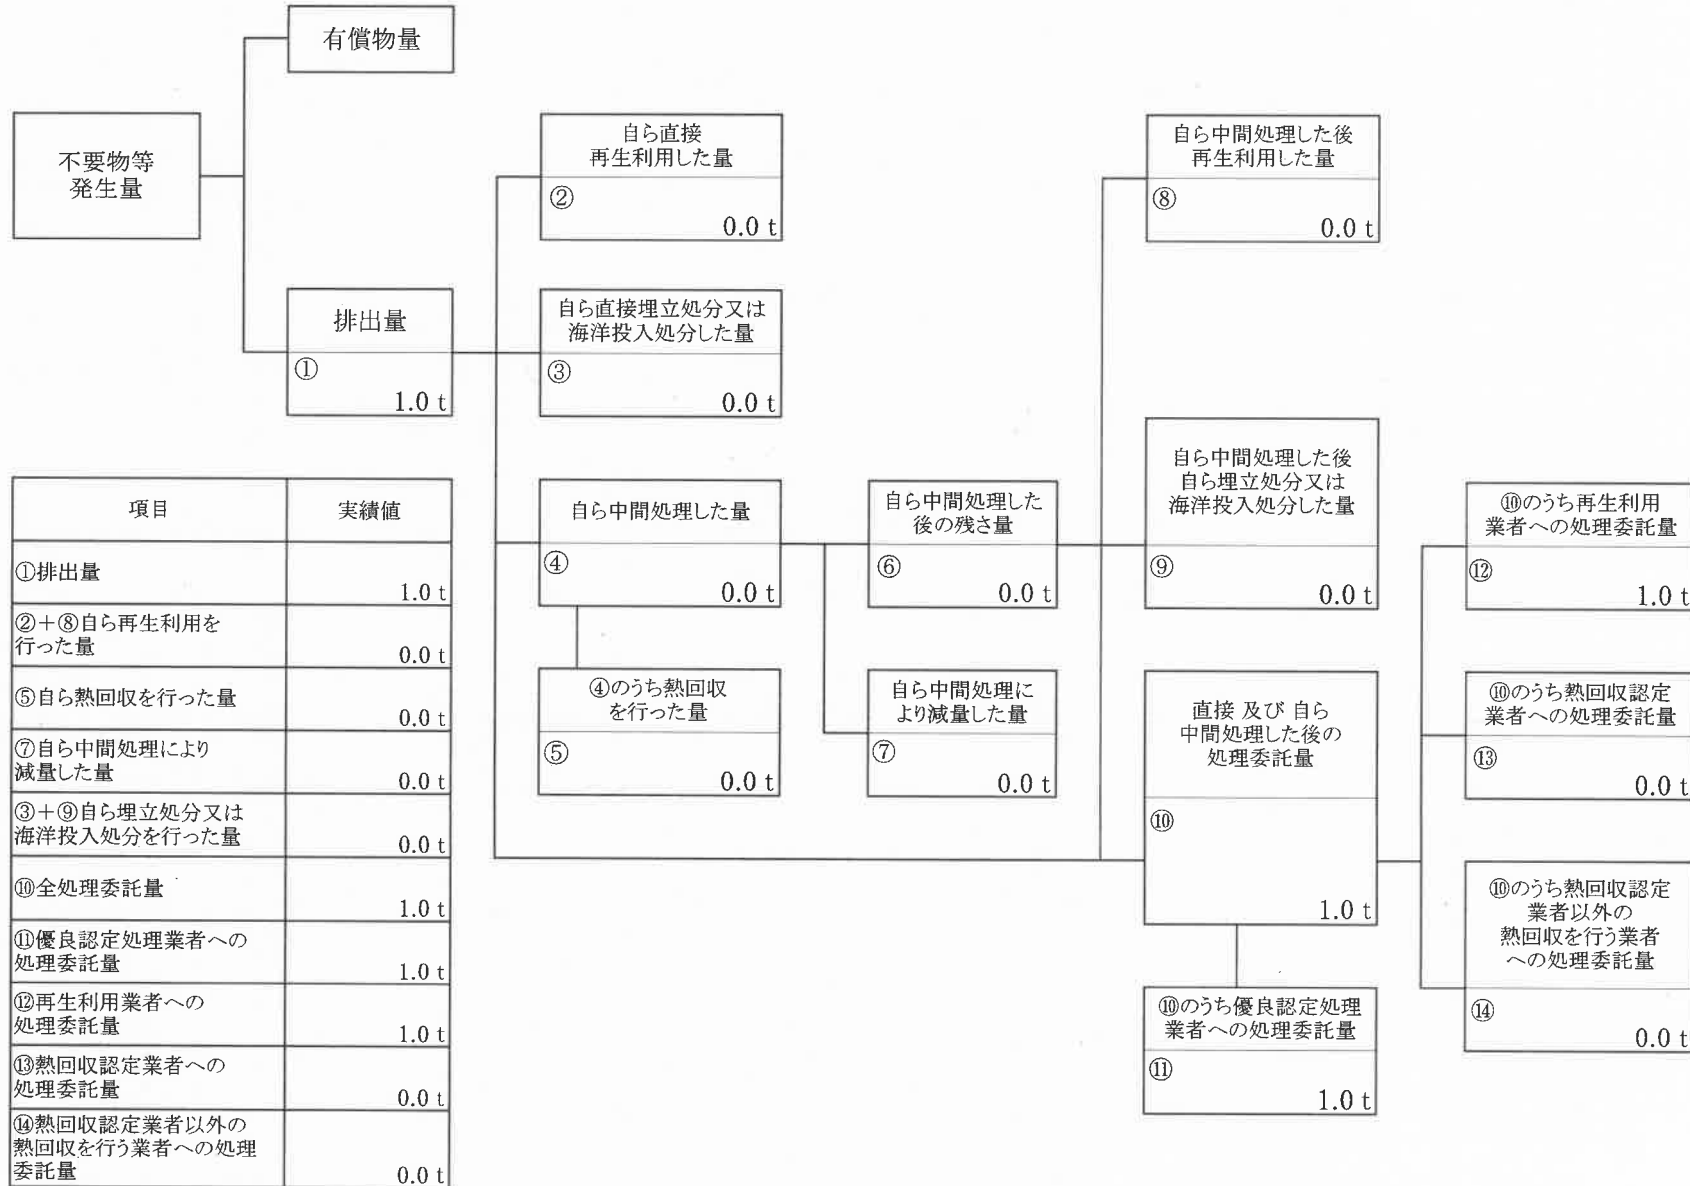 有償物量
不要物等
発生量
排出量
①
1.0 t
自ら直接
再生利用した量
②
0.0 t
自ら直接埋立処分又は
海洋投入処分した量
③
0.0 t
自ら中間処理した量
④
0.0 t
④のうち熱回収
を行った量
⑤
0.0 t
自ら中間処理した
後の残さ量
⑥
0.0 t
自ら中間処理に
より減量した量
⑦
0.0 t
自ら中間処理した後
再生利用した量
⑧
0.0 t
自ら中間処理した後
自ら埋立処分又は
海洋投入処分した量
⑨
0.0 t
直接 及び 自ら
中間処理した後の
処理委託量
⑩
1.0 t
⑩のうち優良認定処理
業者への処理委託量
⑪
1.0 t
⑩のうち再生利用
業者への処理委託量
⑫
1.0 t
⑩のうち熱回収認定
業者への処理委託量
⑬
0.0 t
⑩のうち熱回収認定
業者以外の
熱回収を行う業者
への処理委託量
⑭
0.0 t
項目 実績値
①排出量
1.0 t
②＋⑧自ら再生利用を
行った量
0.0 t
⑤自ら熱回収を行った量
0.0 t
⑦自ら中間処理により
減量した量
0.0 t
③＋⑨自ら埋立処分又は
海洋投入処分を行った量
0.0 t
⑩全処理委託量
1.0 t
⑪優良認定処理業者への
処理委託量
1.0 t
⑫再生利用業者への
処理委託量
1.0 t
⑬熱回収認定業者への
処理委託量
0.0 t
⑭熱回収認定業者以外の
熱回収を行う業者への処理
委託量
0.0 t